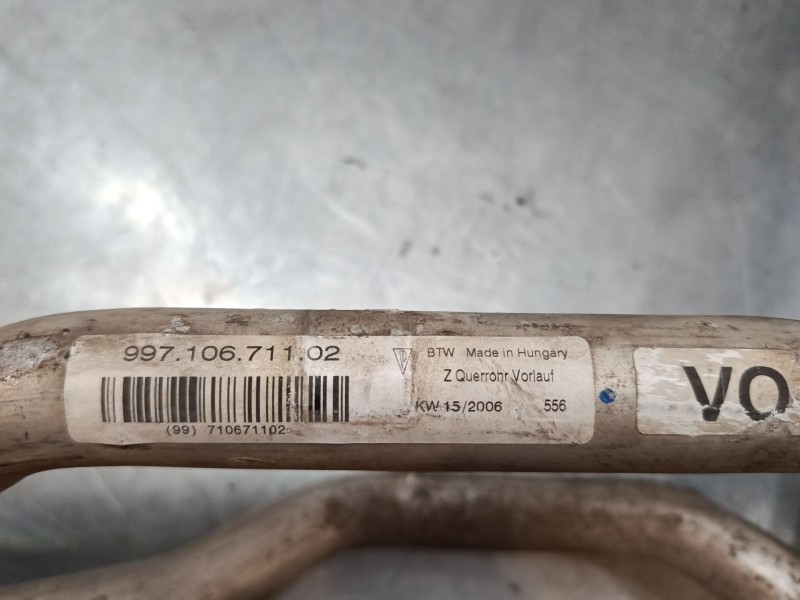 997.106.711.02
(99) 710671102
BTW Made in Hungary
Z Querrohr Vorlauf
KW 15/2006 556
VO